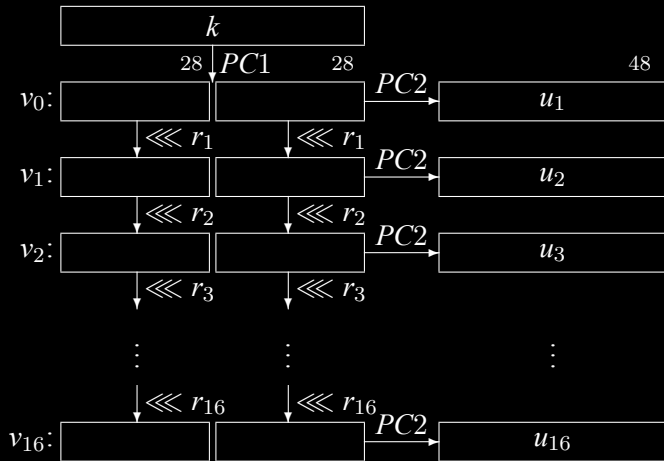 k
28 PC1 28 48
v₀: PC2 u₁
⋘ r₁ ⋘ r₁
v₁: PC2 u₂
⋘ r₂ ⋘ r₂
v₂: PC2 u₃
⋘ r₃ ⋘ r₃
⋮ ⋮ ⋮
⋘ r₁₆ ⋘ r₁₆
v₁₆: PC2 u₁₆